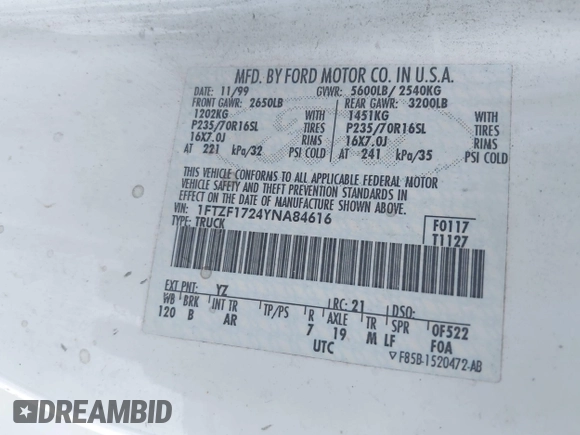 MFD. BY FORD MOTOR CO. IN U.S.A.
DATE: 11/99 GVWR: 5600LB/ 2540KG
FRONT GAWR: 2650LB REAR GAWR: 3200LB
1202KG 1451KG
P235/70R16SL TIRES P235/70R16SL TIRES
16X7.0J RIMS 16X7.0J RIMS
AT 221 kPa/32 PSI COLD AT 241 kPa/35 PSI COLD
THIS VEHICLE CONFORMS TO ALL APPLICABLE FEDERAL MOTOR
VEHICLE SAFETY AND THEFT PREVENTION STANDARDS IN
EFFECT ON THE DATE OF MANUFACTURE SHOWN ABOVE.
VIN: 1FTZF1724YNA84616 F0117
TYPE: TRUCK T1127
EXT PNT: YZ RC: 21 DSO:
WB BRK INT TR TP/PS R AXLE TR SPR 0F522
120 B AR 7 19 M LF F0A
UTC ▽ F85B-1520472-AB
DREAMBID